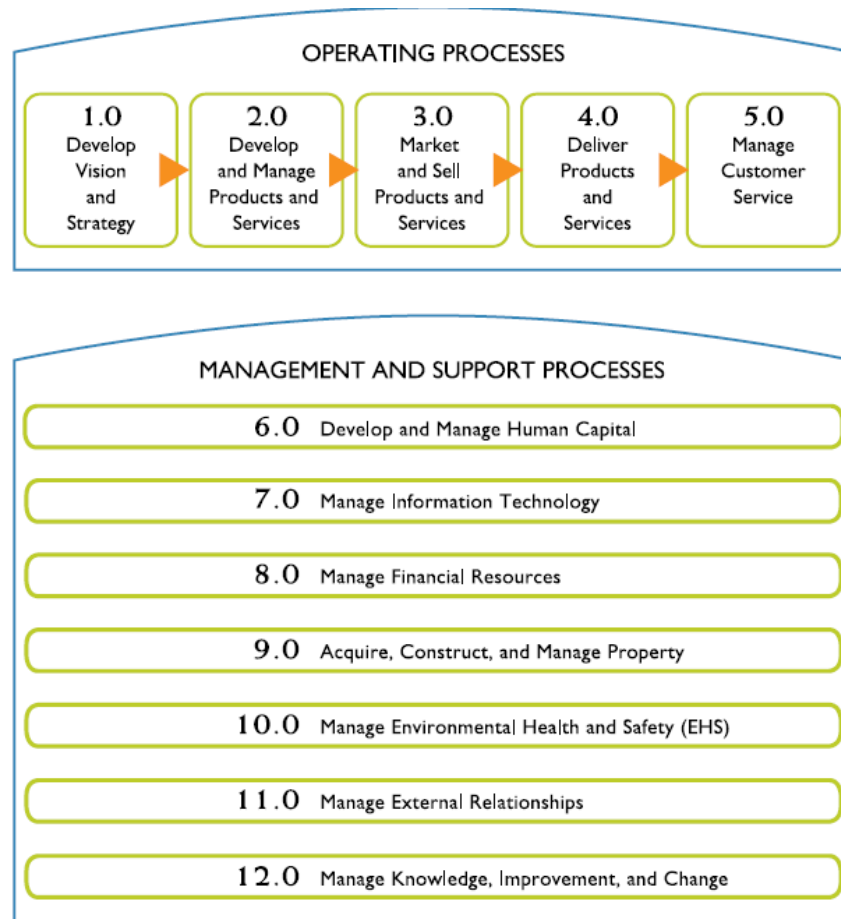 OPERATING PROCESSES
1.0
Develop
Vision
and
Strategy
2.0
Develop
and Manage
Products and
Services
3.0
Market
and Sell
Products and
Services
4.0
Deliver
Products
and
Services
5.0
Manage
Customer
Service
MANAGEMENT AND SUPPORT PROCESSES
6.0 Develop and Manage Human Capital
7.0 Manage Information Technology
8.0 Manage Financial Resources
9.0 Acquire, Construct, and Manage Property
10.0 Manage Environmental Health and Safety (EHS)
11.0 Manage External Relationships
12.0 Manage Knowledge, Improvement, and Change